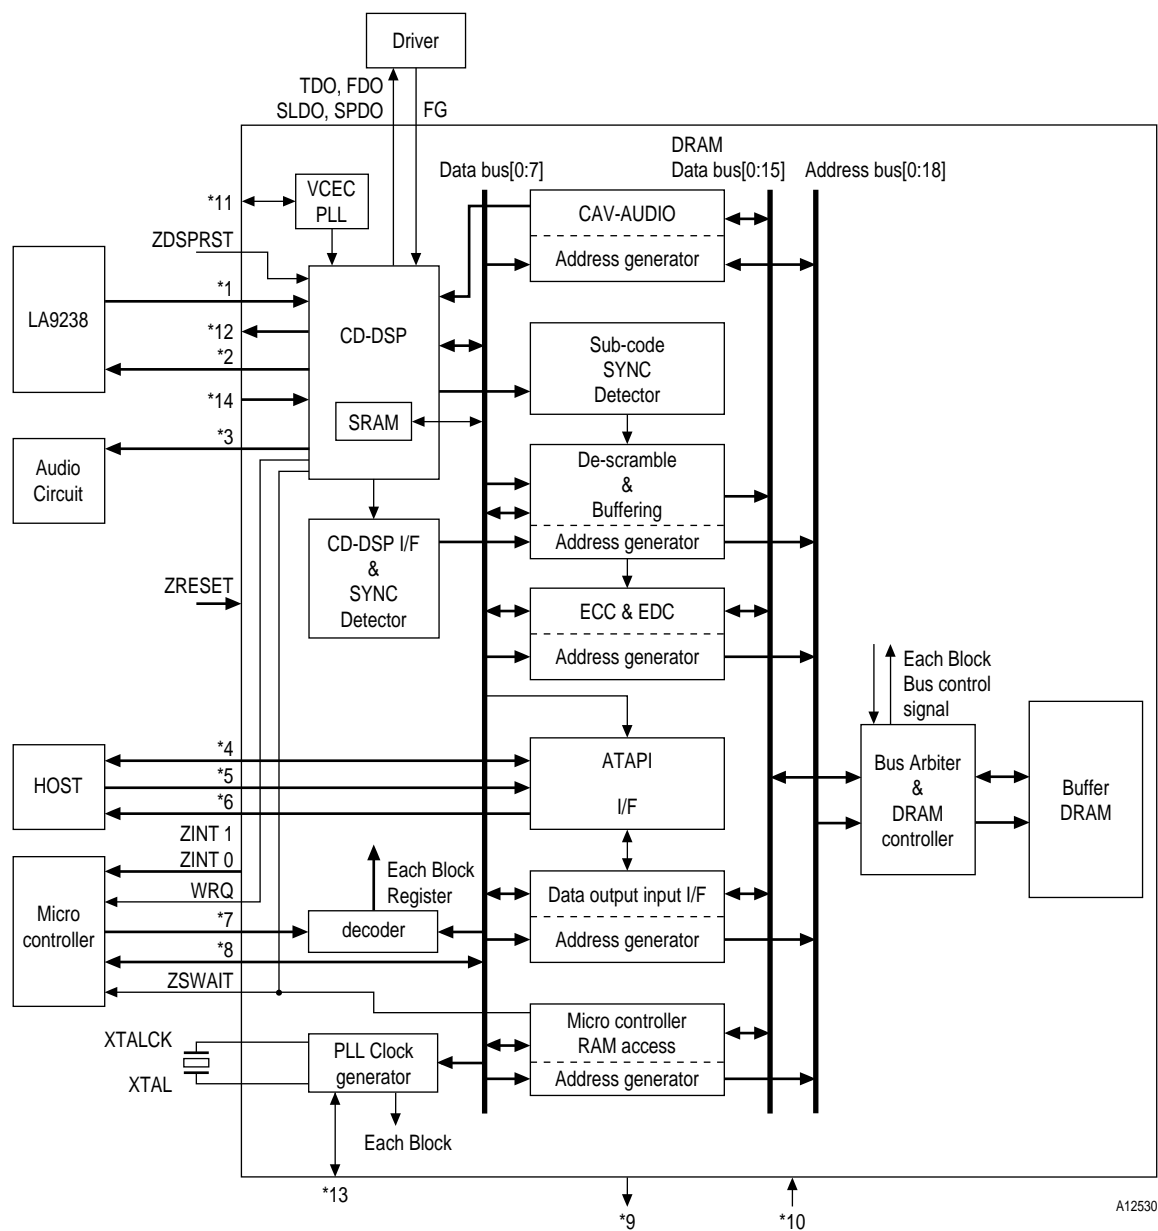 Driver
TDO, FDO
SLDO, SPDO
FG
DRAM
Data bus[0:7]
Data bus[0:15]
Address bus[0:18]
*11
VCEC
PLL
CAV-AUDIO
Address generator
ZDSPRST
LA9238
*1
*12
*2
*14
*3
CD-DSP
SRAM
Sub-code
SYNC
Detector
Audio
Circuit
De-scramble
&
Buffering
Address generator
CD-DSP I/F
&
SYNC
Detector
ZRESET
ECC & EDC
Address generator
Each Block
Bus control
signal
HOST
*4
*5
*6
ATAPI
I/F
Bus Arbiter
&
DRAM
controller
Buffer
DRAM
ZINT 1
ZINT 0
WRQ
*7
*8
ZSWAIT
Micro
controller
Each Block
Register
decoder
Data output input I/F
Address generator
Micro controller
RAM access
Address generator
XTALCK
XTAL
PLL Clock
generator
Each Block
*13
*9
*10
A12530